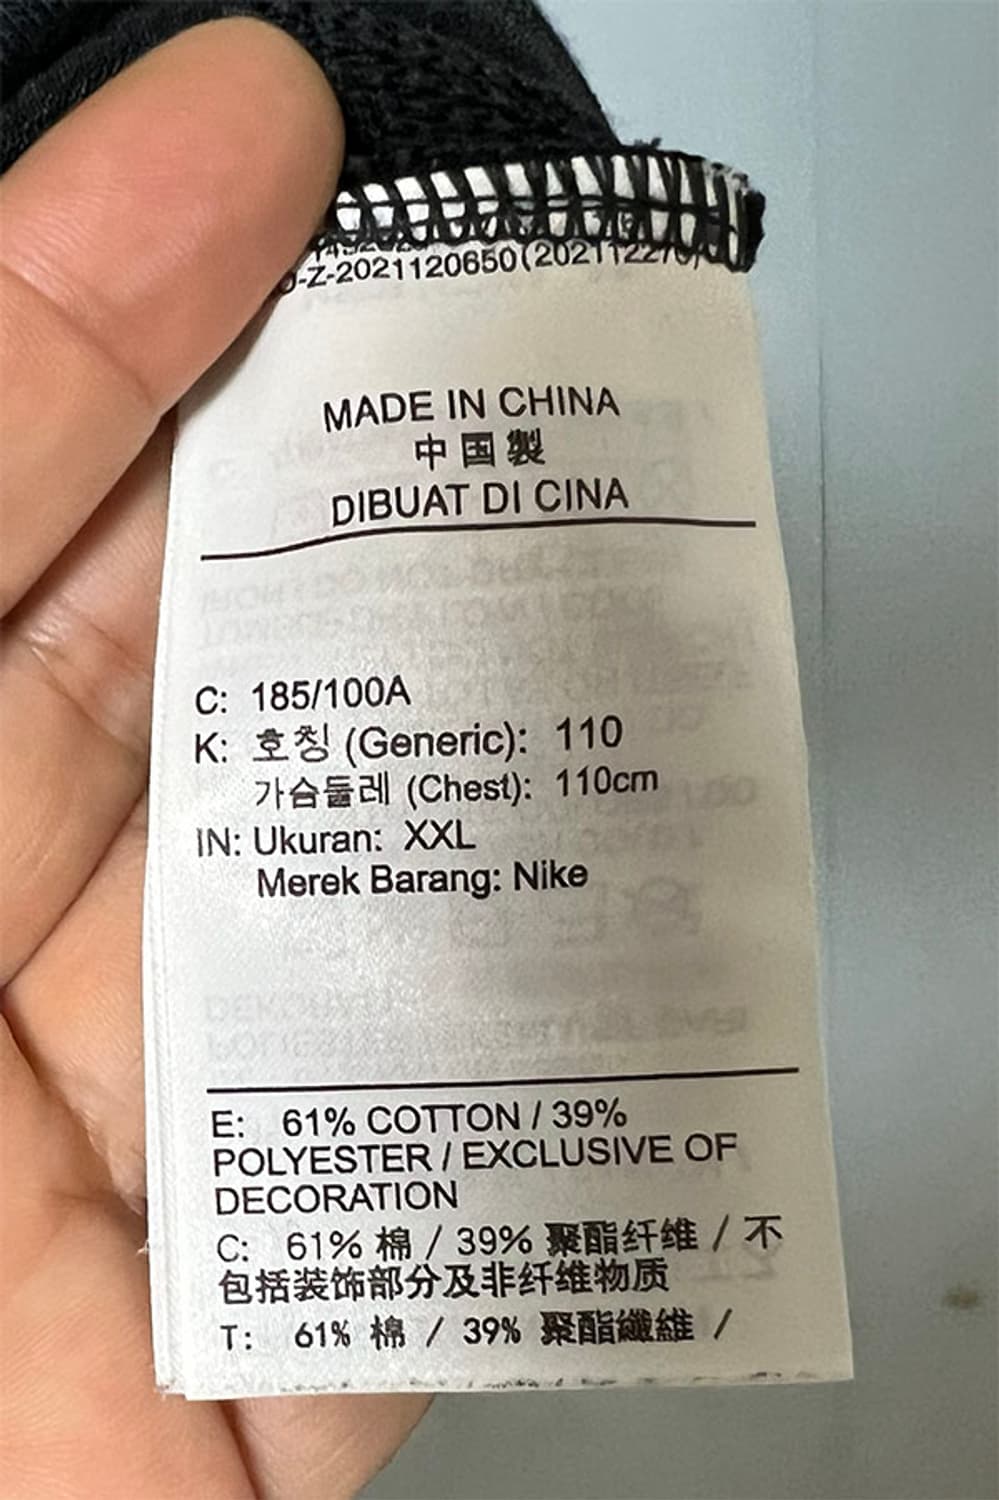 -Z-2021120650(202112270)
MADE IN CHINA
中国製
DIBUAT DI CINA
C: 185/100A
K: 호칭 (Generic): 110
가슴둘레 (Chest): 110cm
IN: Ukuran: XXL
Merek Barang: Nike
E: 61% COTTON / 39%
POLYESTER / EXCLUSIVE OF
DECORATION
C: 61% 棉 / 39% 聚酯纤维 / 不
包括装饰部分及非纤维物质
T: 61% 棉 / 39% 聚酯纖維 /